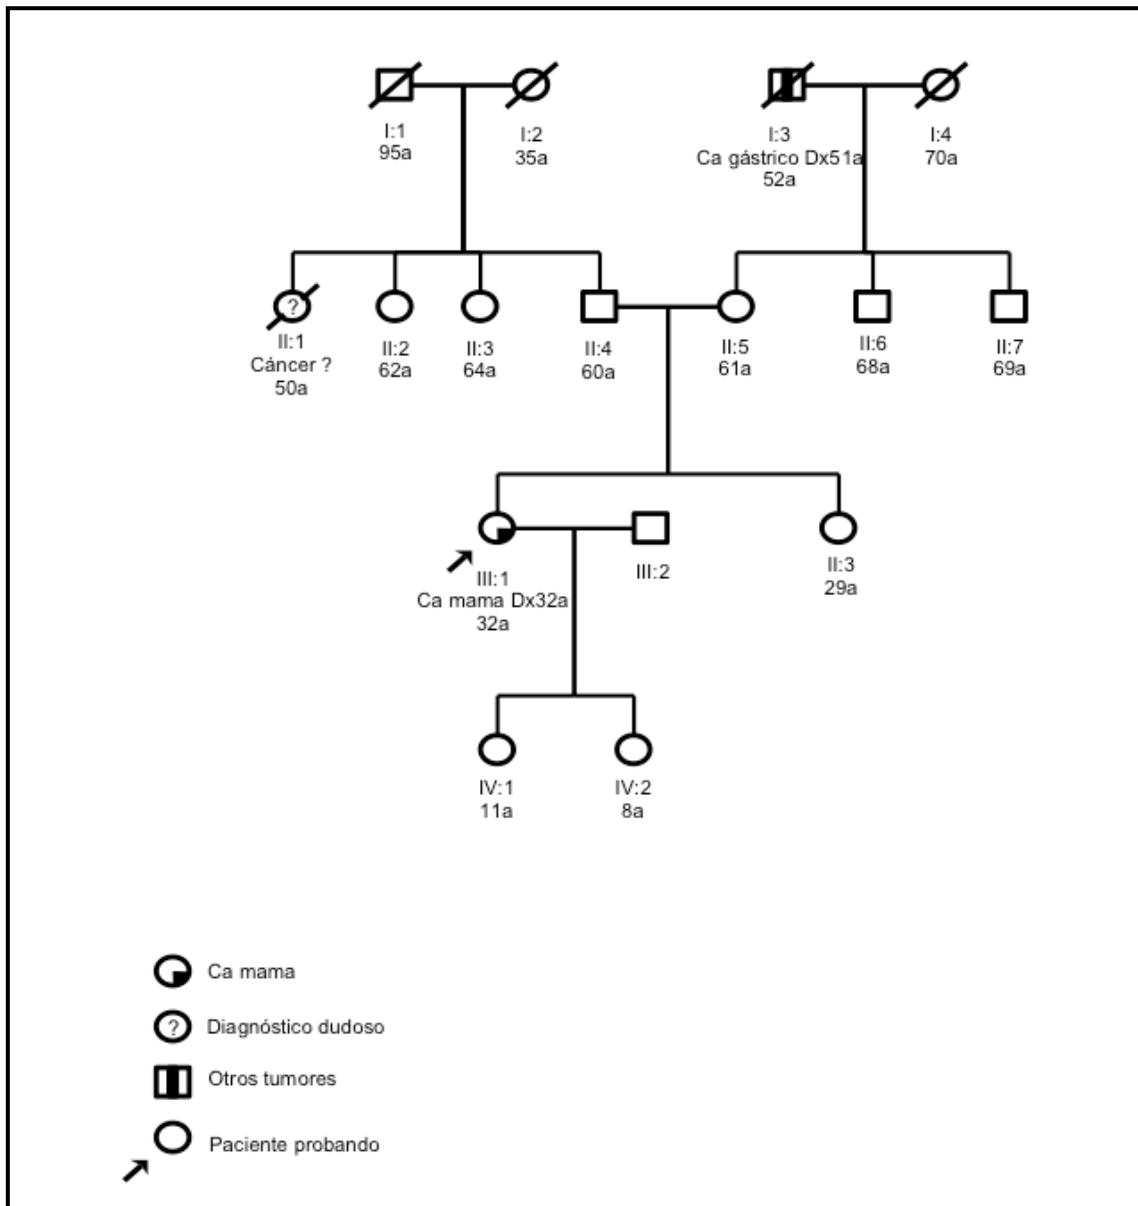 I:1
95a
I:2
35a
I:3
Ca gástrico Dx51a
52a
I:4
70a
?
II:1
Cáncer ?
50a
II:2
62a
II:3
64a
II:4
60a
II:5
61a
II:6
68a
II:7
69a
III:1
Ca mama Dx32a
32a
III:2
II:3
29a
IV:1
11a
IV:2
8a
Ca mama
? Diagnóstico dudoso
Otros tumores
Paciente probando